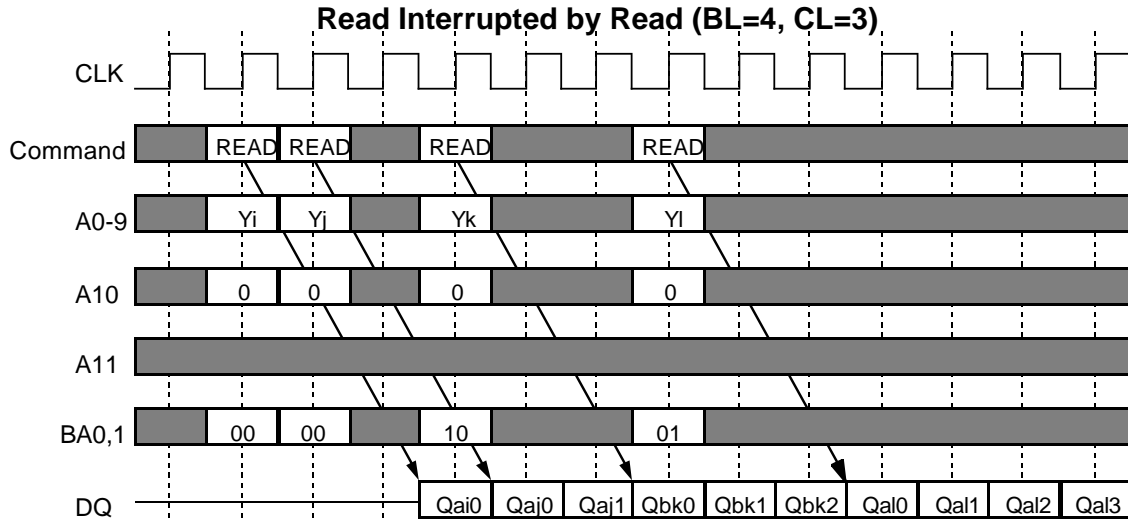 Read Interrupted by Read (BL=4, CL=3)
CLK
Command READ READ READ READ
A0-9 Yi Yj Yk Yl
A10 0 0 0 0
A11
BA0,1 00 00 10 01
DQ Qai0 Qaj0 Qaj1 Qbk0 Qbk1 Qbk2 Qal0 Qal1 Qal2 Qal3